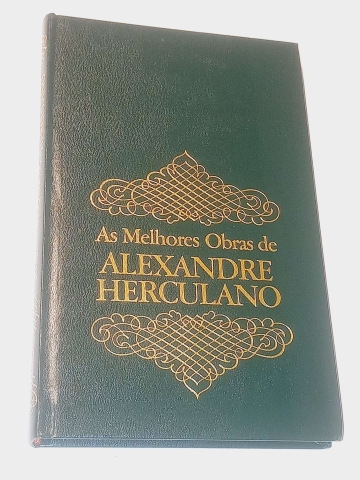 As Melhores Obras de
ALEXANDRE
HERCULANO